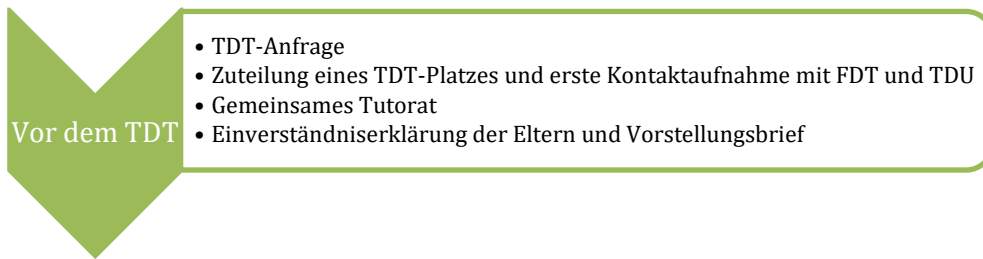 Vor dem TDT
• TDT-Anfrage
• Zuteilung eines TDT-Platzes und erste Kontaktaufnahme mit FDT und TDU
• Gemeinsames Tutorat
• Einverständniserklärung der Eltern und Vorstellungsbrief